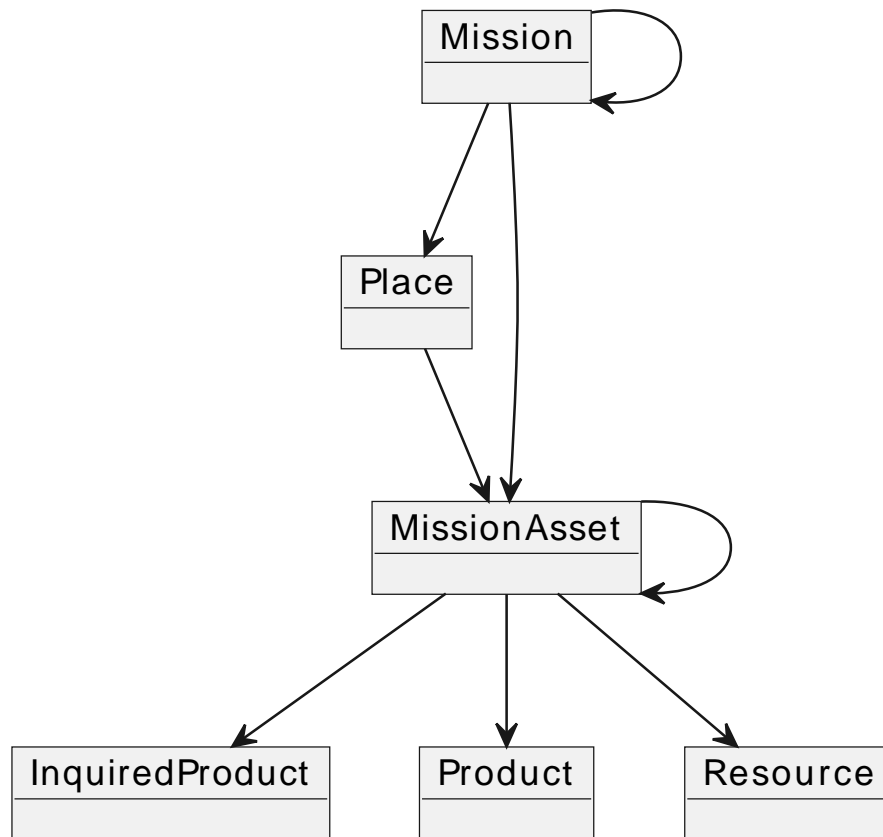 Mission
Place
MissionAsset
InquiredProduct
Product
Resource